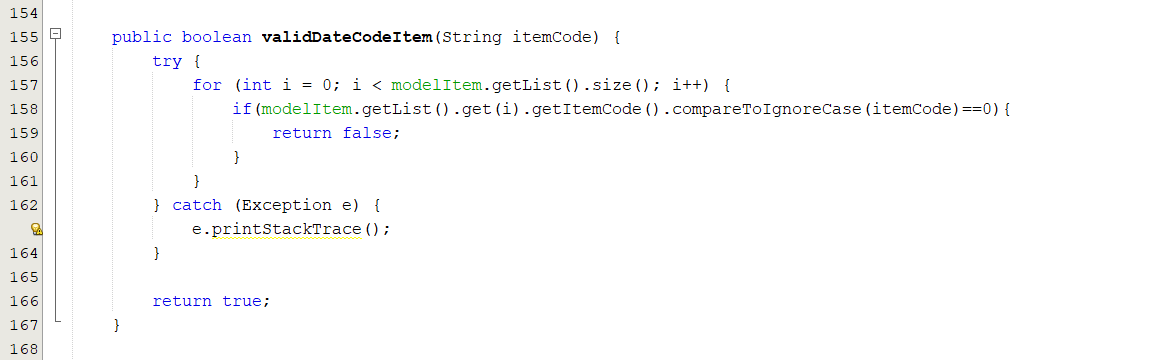 154
155 public boolean validDateCodeItem(String itemCode) {
156 try {
157 for (int i = 0; i < modelItem.getList().size(); i++) {
158 if(modelItem.getList().get(i).getItemCode().compareToIgnoreCase(itemCode)==0){
159 return false;
160 }
161 }
162 } catch (Exception e) {
e.printStackTrace();
164 }
165
166 return true;
167 }
168